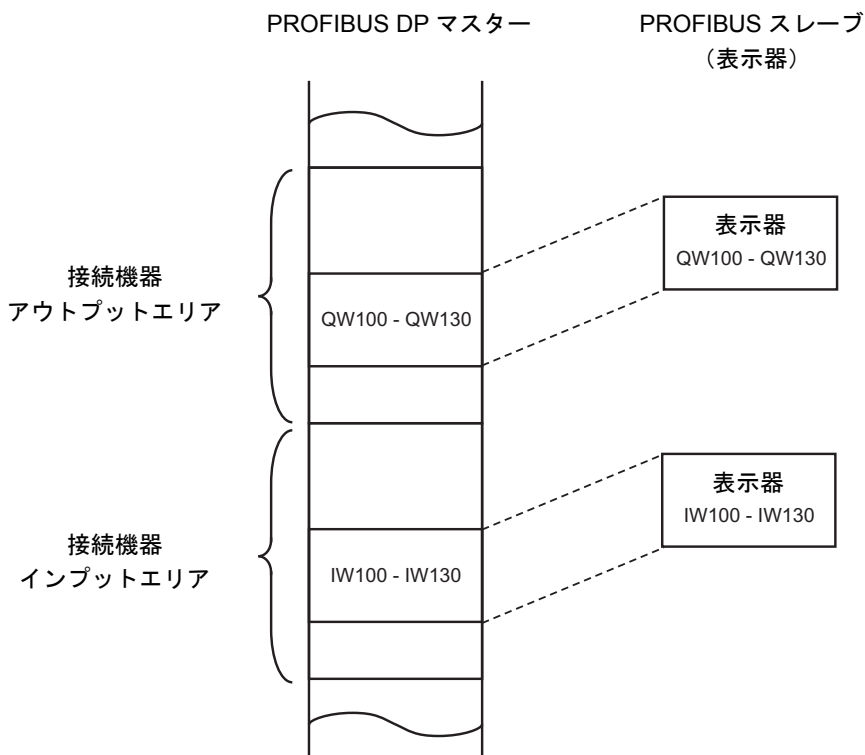 PROFIBUS DP マスター
PROFIBUS スレーブ
（表示器）
接続機器
アウトプットエリア
QW100 - QW130
表示器
QW100 - QW130
接続機器
インプットエリア
IW100 - IW130
表示器
IW100 - IW130